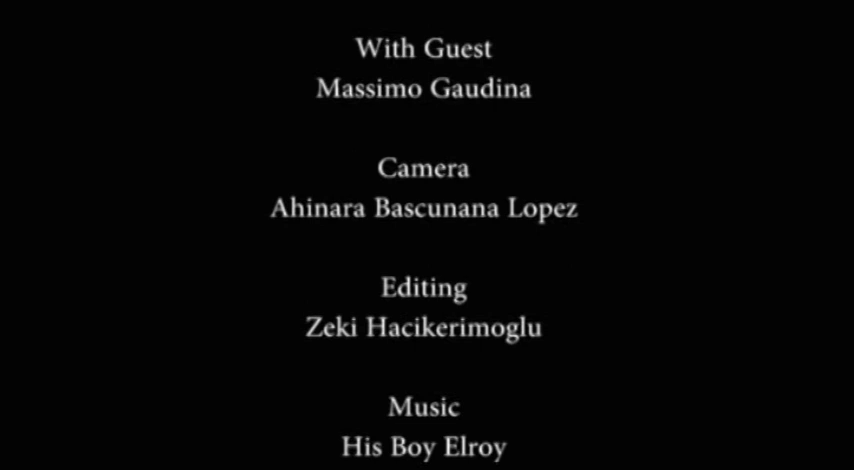 With Guest
Massimo Gaudina
Camera
Ahinara Bascunana Lopez
Editing
Zeki Hacikerimoglu
Music
His Boy Elroy